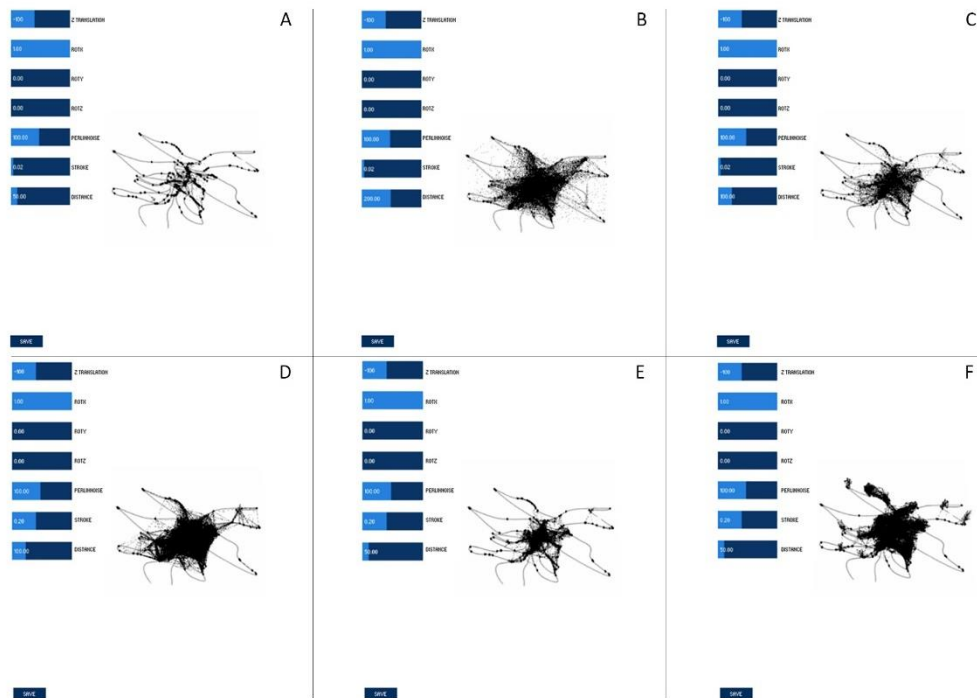 A
-100 Z TRANSLATION
1.00 ROTX
0.00 ROTY
0.00 ROTZ
100.00 PERLINNOISE
0.02 STROKE
50.00 DISTANCE
SAVE
B
-100 Z TRANSLATION
1.00 ROTX
0.00 ROTY
0.00 ROTZ
100.00 PERLINNOISE
0.02 STROKE
200.00 DISTANCE
SAVE
C
-100 Z TRANSLATION
1.00 ROTX
0.00 ROTY
0.00 ROTZ
100.00 PERLINNOISE
0.02 STROKE
100.00 DISTANCE
SAVE
D
-100 Z TRANSLATION
1.00 ROTX
0.00 ROTY
0.00 ROTZ
100.00 PERLINNOISE
0.20 STROKE
100.00 DISTANCE
SAVE
E
-100 Z TRANSLATION
1.00 ROTX
0.00 ROTY
0.00 ROTZ
100.00 PERLINNOISE
0.20 STROKE
50.00 DISTANCE
SAVE
F
-100 Z TRANSLATION
1.00 ROTX
0.00 ROTY
0.00 ROTZ
100.00 PERLINNOISE
0.20 STROKE
50.00 DISTANCE
SAVE